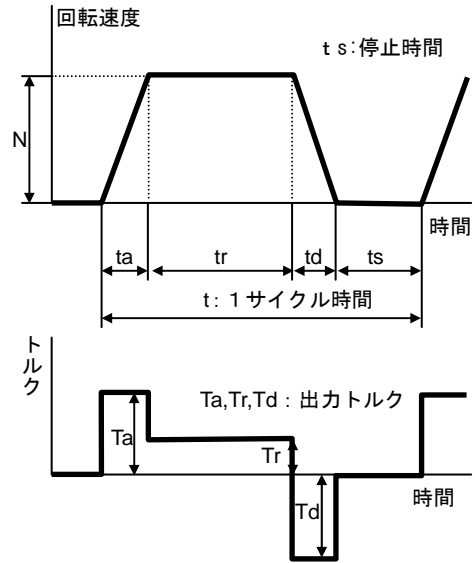 回転速度
ts:停止時間
N
時間
ta
tr
td
ts
t:1サイクル時間
トルク
Ta,Tr,Td:出力トルク
Ta
Tr
時間
Td